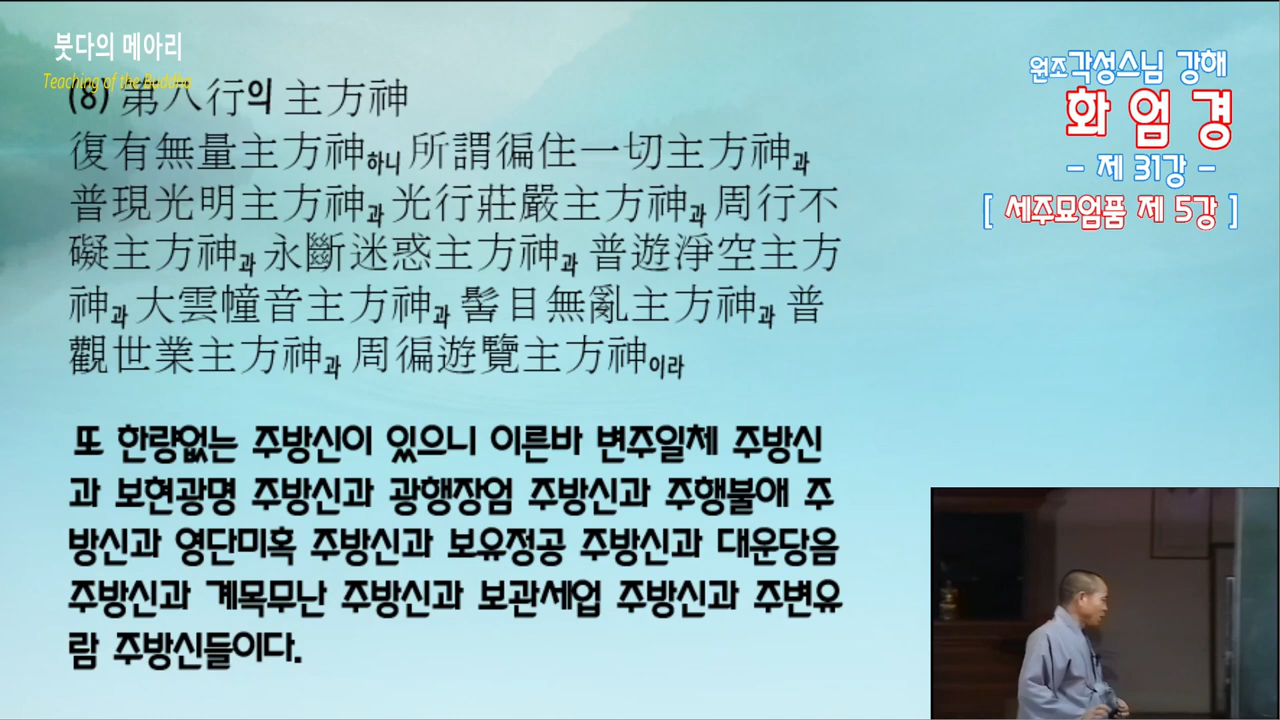 붓다의 메아리
Teaching of the Buddha
(8) 第八行의 主方神
復有無量主方神하니 所謂徧住一切主方神과
普現光明主方神과 光行莊嚴主方神과 周行不
礙主方神과 永斷迷惑主方神과 普遊淨空主方
神과 大雲幢音主方神과 髻目無亂主方神과 普
觀世業主方神과 周徧遊覽主方神이라
또 한량없는 주방신이 있으니 이른바 변주일체 주방신
과 보현광명 주방신과 광행장엄 주방신과 주행불애 주
방신과 영단미혹 주방신과 보유정공 주방신과 대운당음
주방신과 계목무난 주방신과 보관세업 주방신과 주변유
람 주방신들이다.
원조각성스님 강해
화엄경
- 제 31강 -
[ 세주묘엄품 제 5강 ]